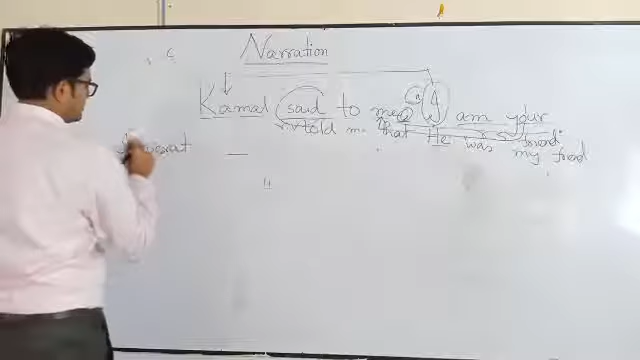 Narration
Kamal said to me, "I am your friend."
told me that He was my friend